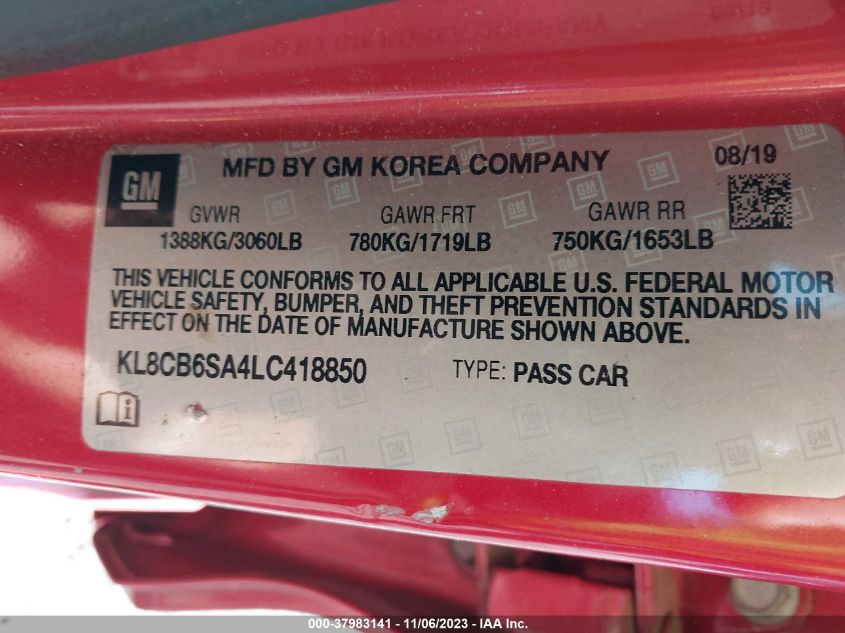 GM
MFD BY GM KOREA COMPANY
08/19
GVWR
GAWR FRT
GAWR RR
1388KG/3060LB
780KG/1719LB
750KG/1653LB
THIS VEHICLE CONFORMS TO ALL APPLICABLE U.S. FEDERAL MOTOR
VEHICLE SAFETY, BUMPER, AND THEFT PREVENTION STANDARDS IN
EFFECT ON THE DATE OF MANUFACTURE SHOWN ABOVE.
KL8CB6SA4LC418850
TYPE: PASS CAR
000-37983141 - 11/06/2023 - IAA Inc.